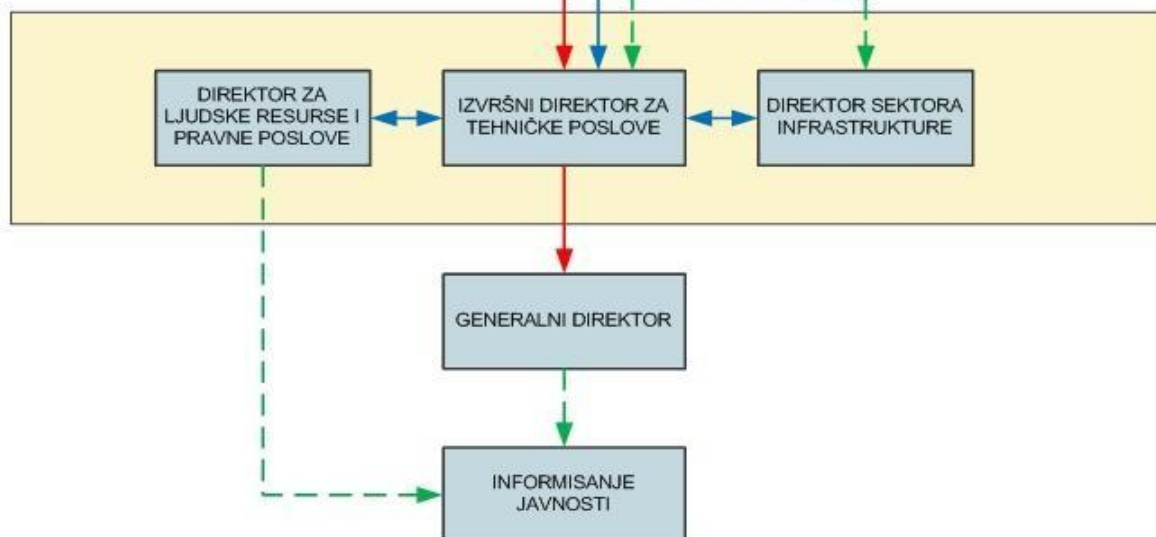 DIREKTOR ZA
LJUDSKE RESURSE I
PRAVNE POSLOVE
IZVRŠNI DIREKTOR ZA
TEHNIČKE POSLOVE
DIREKTOR SEKTORA
INFRASTRUKTURE
GENERALNI DIREKTOR
INFORMISANJE
JAVNOSTI